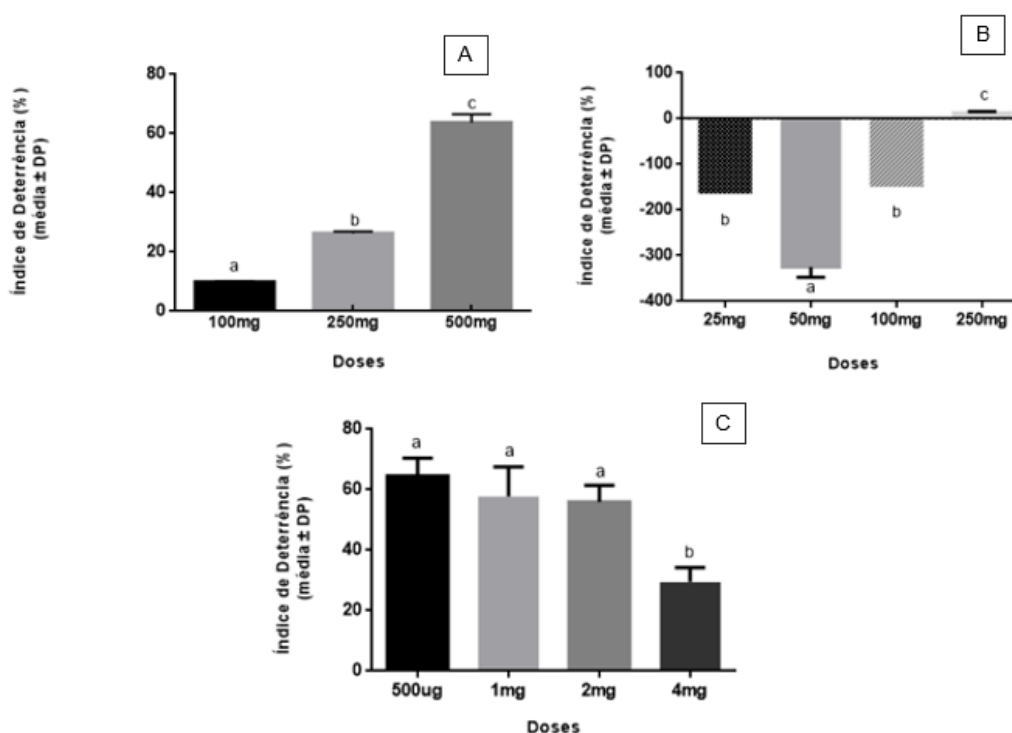 A
Índice de Deterrência (%)
(média ± DP)
80
60
40
20
0
a
b
c
100mg 250mg 500mg
Doses
B
Índice de Deterrência (%)
(média ± DP)
100
0
-100
-200
-300
-400
b
a
b
c
25mg 50mg 100mg 250mg
Doses
C
Índice de Deterrência (%)
(média ± DP)
80
60
40
20
0
a
a
a
b
500ug 1mg 2mg 4mg
Doses